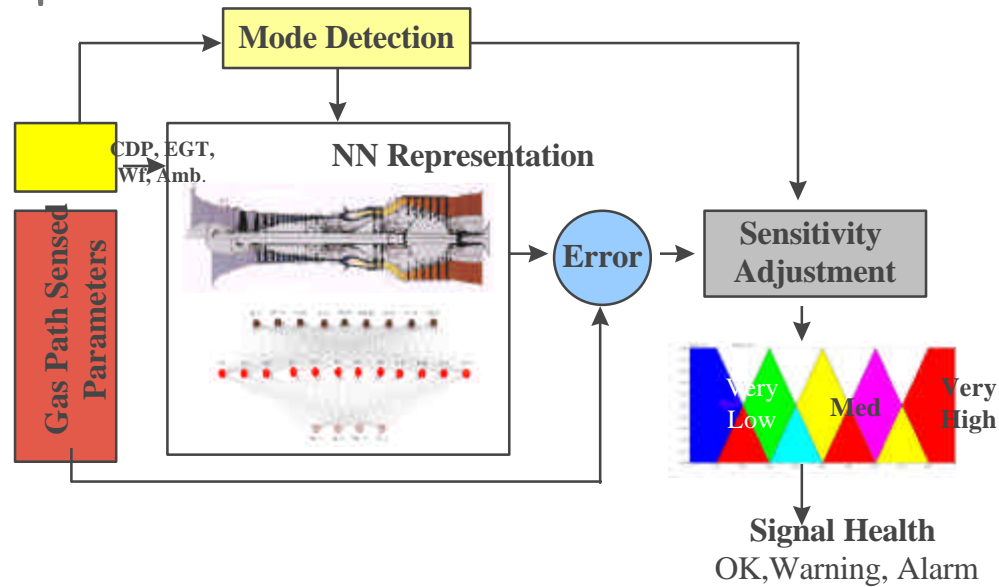 Mode Detection
CDP, EGT,
Wf, Amb.
NN Representation
Gas Path Sensed
Parameters
Error
Sensitivity
Adjustment
Very
Low
Med
Very
High
Signal Health
OK,Warning, Alarm